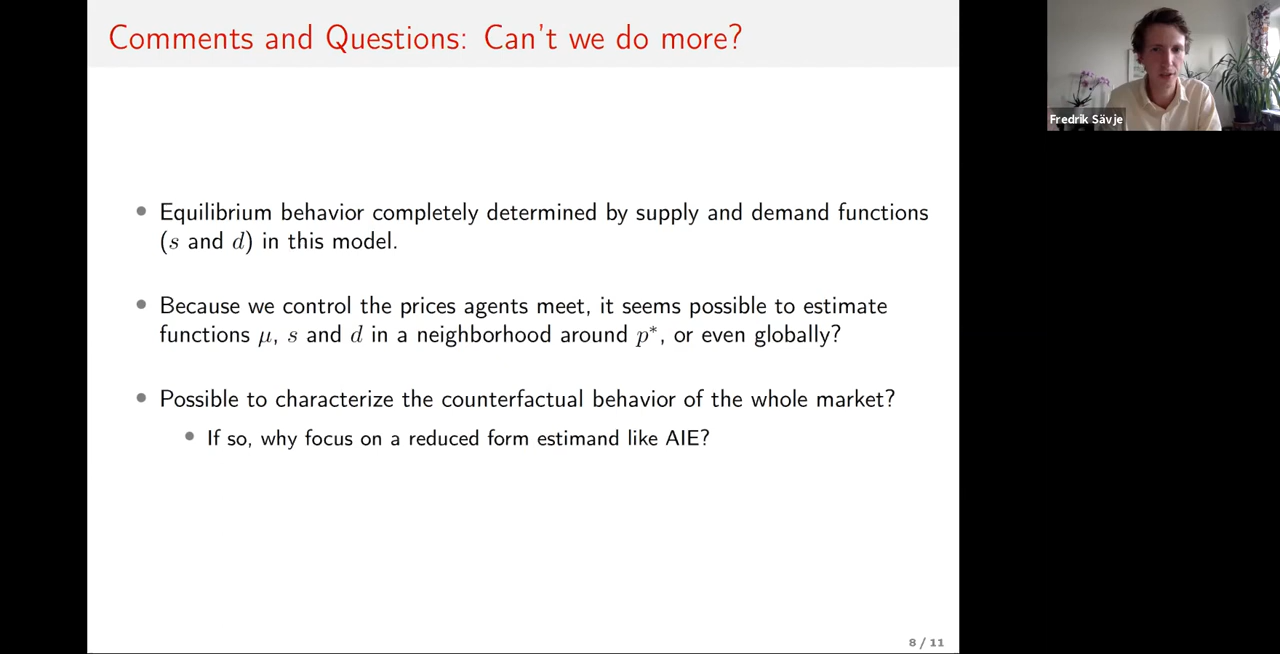 Comments and Questions: Can't we do more?
Fredrik Sävje
• Equilibrium behavior completely determined by supply and demand functions
(s and d) in this model.
• Because we control the prices agents meet, it seems possible to estimate
functions μ, s and d in a neighborhood around p*, or even globally?
• Possible to characterize the counterfactual behavior of the whole market?
• If so, why focus on a reduced form estimand like AIE?
8 / 11